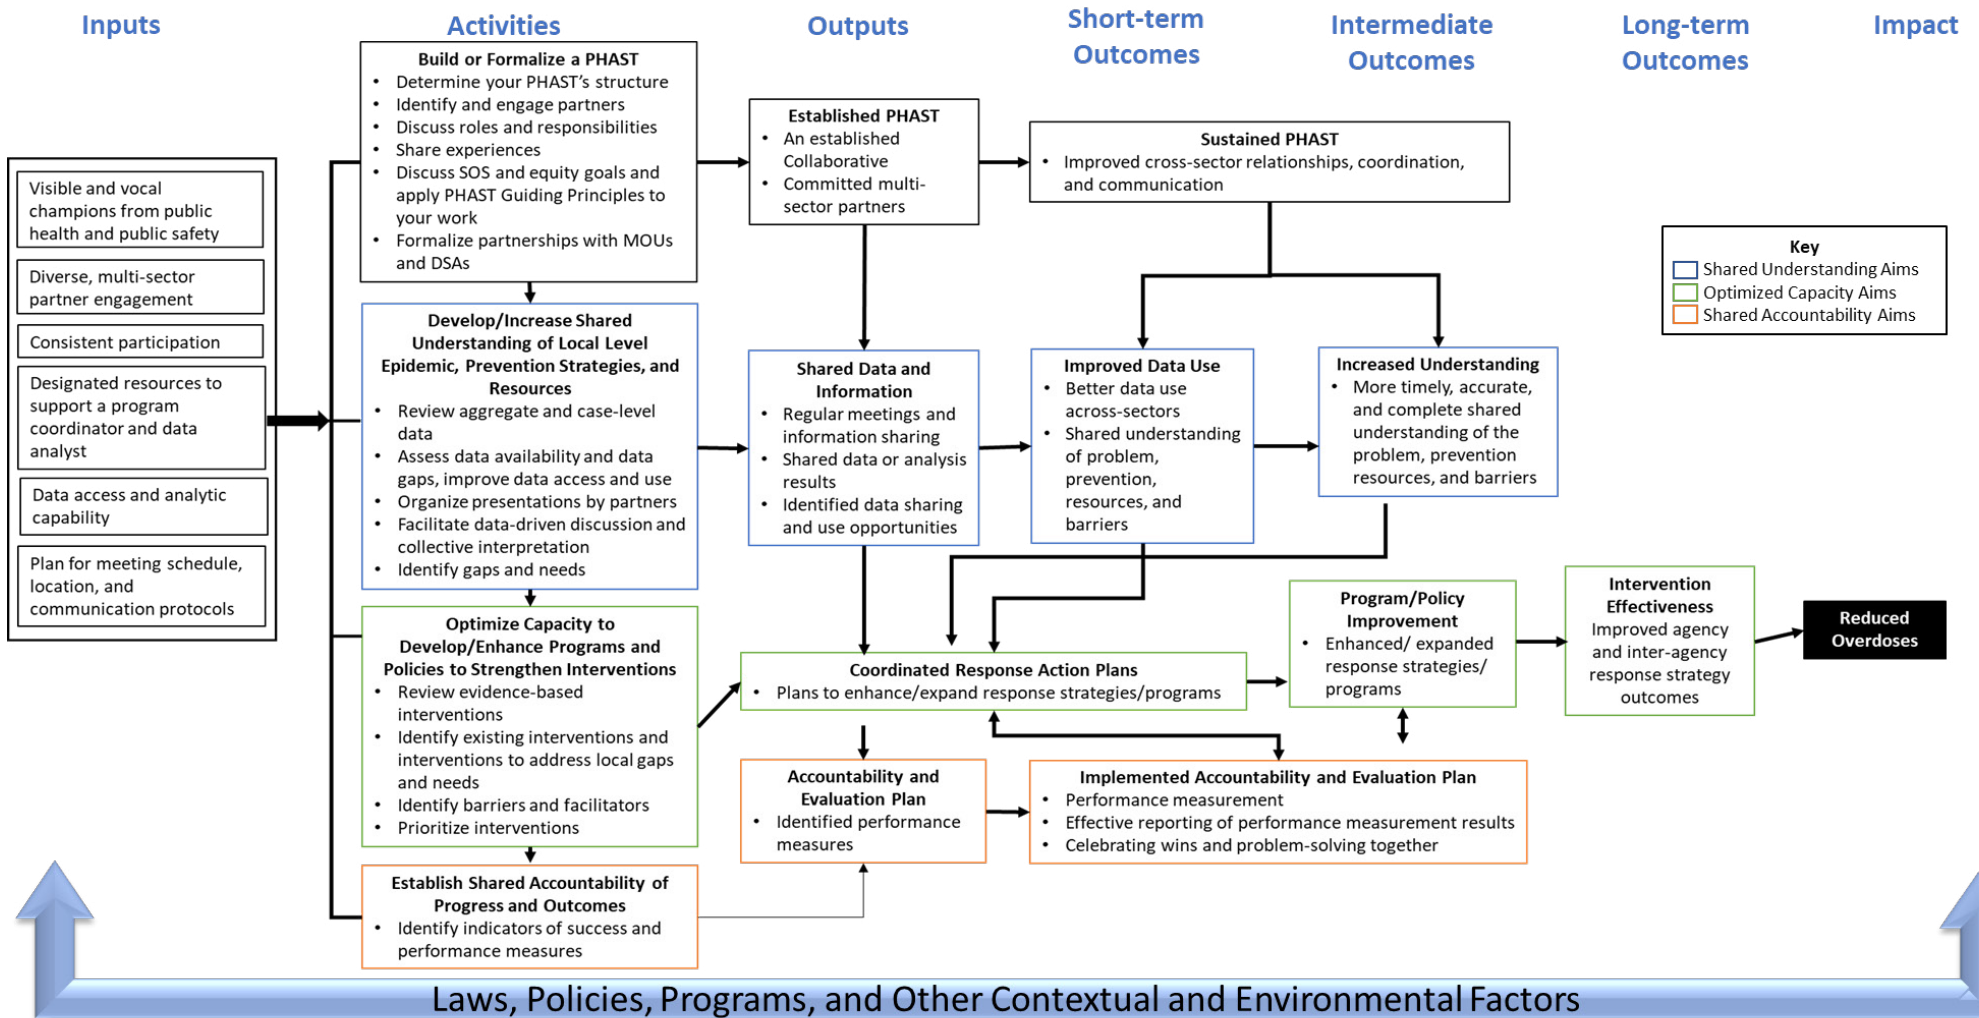 Inputs
Activities
Outputs
Short-term
Outcomes
Intermediate
Outcomes
Long-term
Outcomes
Impact
Visible and vocal
champions from public
health and public safety
Diverse, multi-sector
partner engagement
Consistent participation
Designated resources to
support a program
coordinator and data
analyst
Data access and analytic
capability
Plan for meeting schedule,
location, and
communication protocols
Build or Formalize a PHAST
• Determine your PHAST's structure
• Identify and engage partners
• Discuss roles and responsibilities
• Share experiences
• Discuss SOS and equity goals and
apply PHAST Guiding Principles to
your work
• Formalize partnerships with MOUs
and DSAs
Develop/Increase Shared
Understanding of Local Level
Epidemic, Prevention Strategies, and
Resources
• Review aggregate and case-level
data
• Assess data availability and data
gaps, improve data access and use
• Organize presentations by partners
• Facilitate data-driven discussion and
collective interpretation
• Identify gaps and needs
Optimize Capacity to
Develop/Enhance Programs and
Policies to Strengthen Interventions
• Review evidence-based
interventions
• Identify existing interventions and
interventions to address local gaps
and needs
• Identify barriers and facilitators
• Prioritize interventions
Establish Shared Accountability of
Progress and Outcomes
• Identify indicators of success and
performance measures
Established PHAST
• An established
Collaborative
• Committed multi-
sector partners
Shared Data and
Information
• Regular meetings and
information sharing
• Shared data or analysis
results
• Identified data sharing
and use opportunities
Coordinated Response Action Plans
• Plans to enhance/expand response strategies/programs
Accountability and
Evaluation Plan
• Identified performance
measures
Sustained PHAST
• Improved cross-sector relationships, coordination,
and communication
Improved Data Use
• Better data use
across-sectors
• Shared understanding
of problem,
prevention,
resources, and
barriers
Increased Understanding
• More timely, accurate,
and complete shared
understanding of the
problem, prevention
resources, and barriers
Program/Policy
Improvement
• Enhanced/ expanded
response strategies/
programs
Implemented Accountability and Evaluation Plan
• Performance measurement
• Effective reporting of performance measurement results
• Celebrating wins and problem-solving together
Intervention
Effectiveness
Improved agency
and inter-agency
response strategy
outcomes
Reduced
Overdoses
Key
Shared Understanding Aims
Optimized Capacity Aims
Shared Accountability Aims
Laws, Policies, Programs, and Other Contextual and Environmental Factors